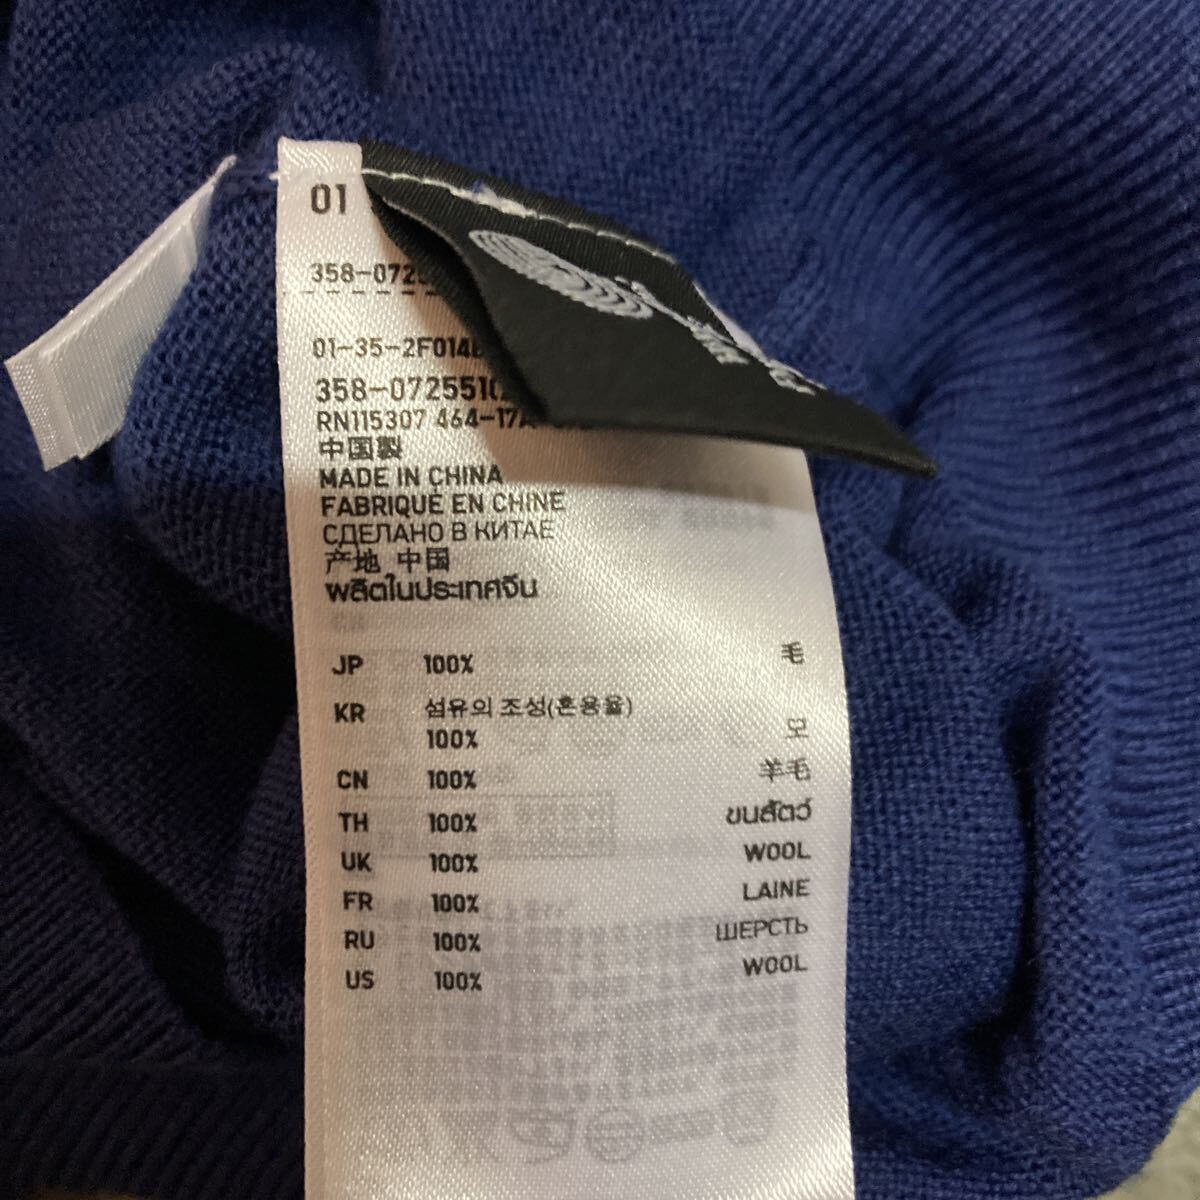 01
358-072
01-35-2F014
358-072551
RN115307 464-17A
中国製
MADE IN CHINA
FABRIQUÉ EN CHINE
СДЕЛАНО В КИТАЕ
产地 中国
ผลิตในประเทศจีน
JP 100% 毛
KR 섬유의 조성(혼용율)
100% 모
CN 100% 羊毛
TH 100% ขนสัตว์
UK 100% WOOL
FR 100% LAINE
RU 100% ШЕРСТЬ
US 100% WOOL